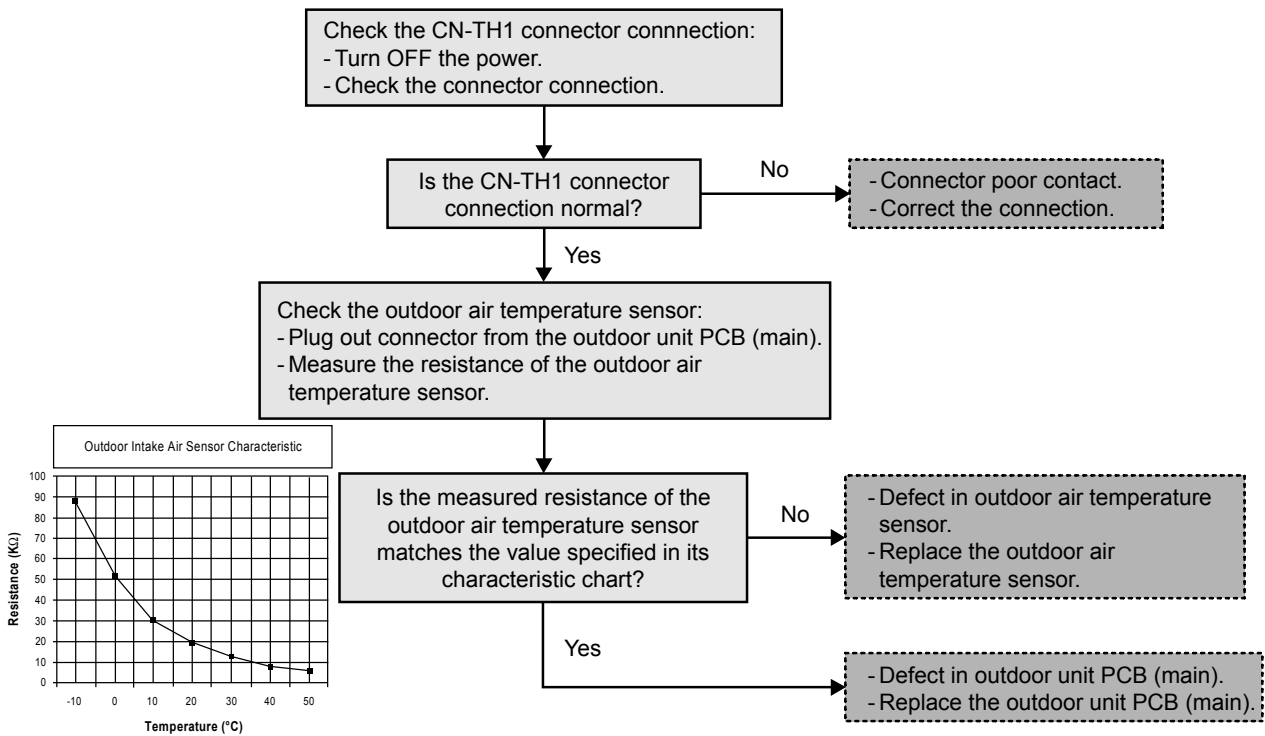 Check the CN-TH1 connector connnection:
- Turn OFF the power.
- Check the connector connection.
Is the CN-TH1 connector
connection normal?
No
- Connector poor contact.
- Correct the connection.
Yes
Check the outdoor air temperature sensor:
- Plug out connector from the outdoor unit PCB (main).
- Measure the resistance of the outdoor air
temperature sensor.
Outdoor Intake Air Sensor Characteristic
Resistance (KΩ)
100
90
80
70
60
50
40
30
20
10
0
-10 0 10 20 30 40 50
Temperature (°C)
Is the measured resistance of the
outdoor air temperature sensor
matches the value specified in its
characteristic chart?
No
- Defect in outdoor air temperature
sensor.
- Replace the outdoor air
temperature sensor.
Yes
- Defect in outdoor unit PCB (main).
- Replace the outdoor unit PCB (main).